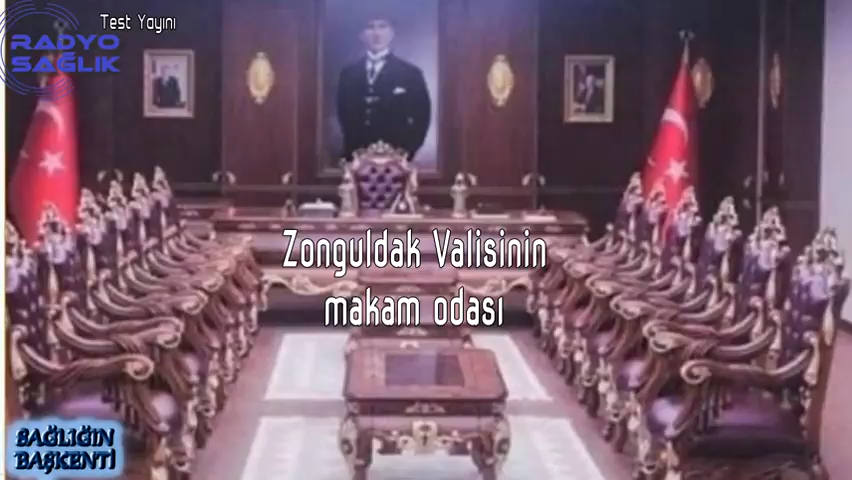 Test Yayını
RADYO
SAĞLIK
Zonguldak Valisinin
makam odası
SAĞLIĞIN
BAŞKENTİ